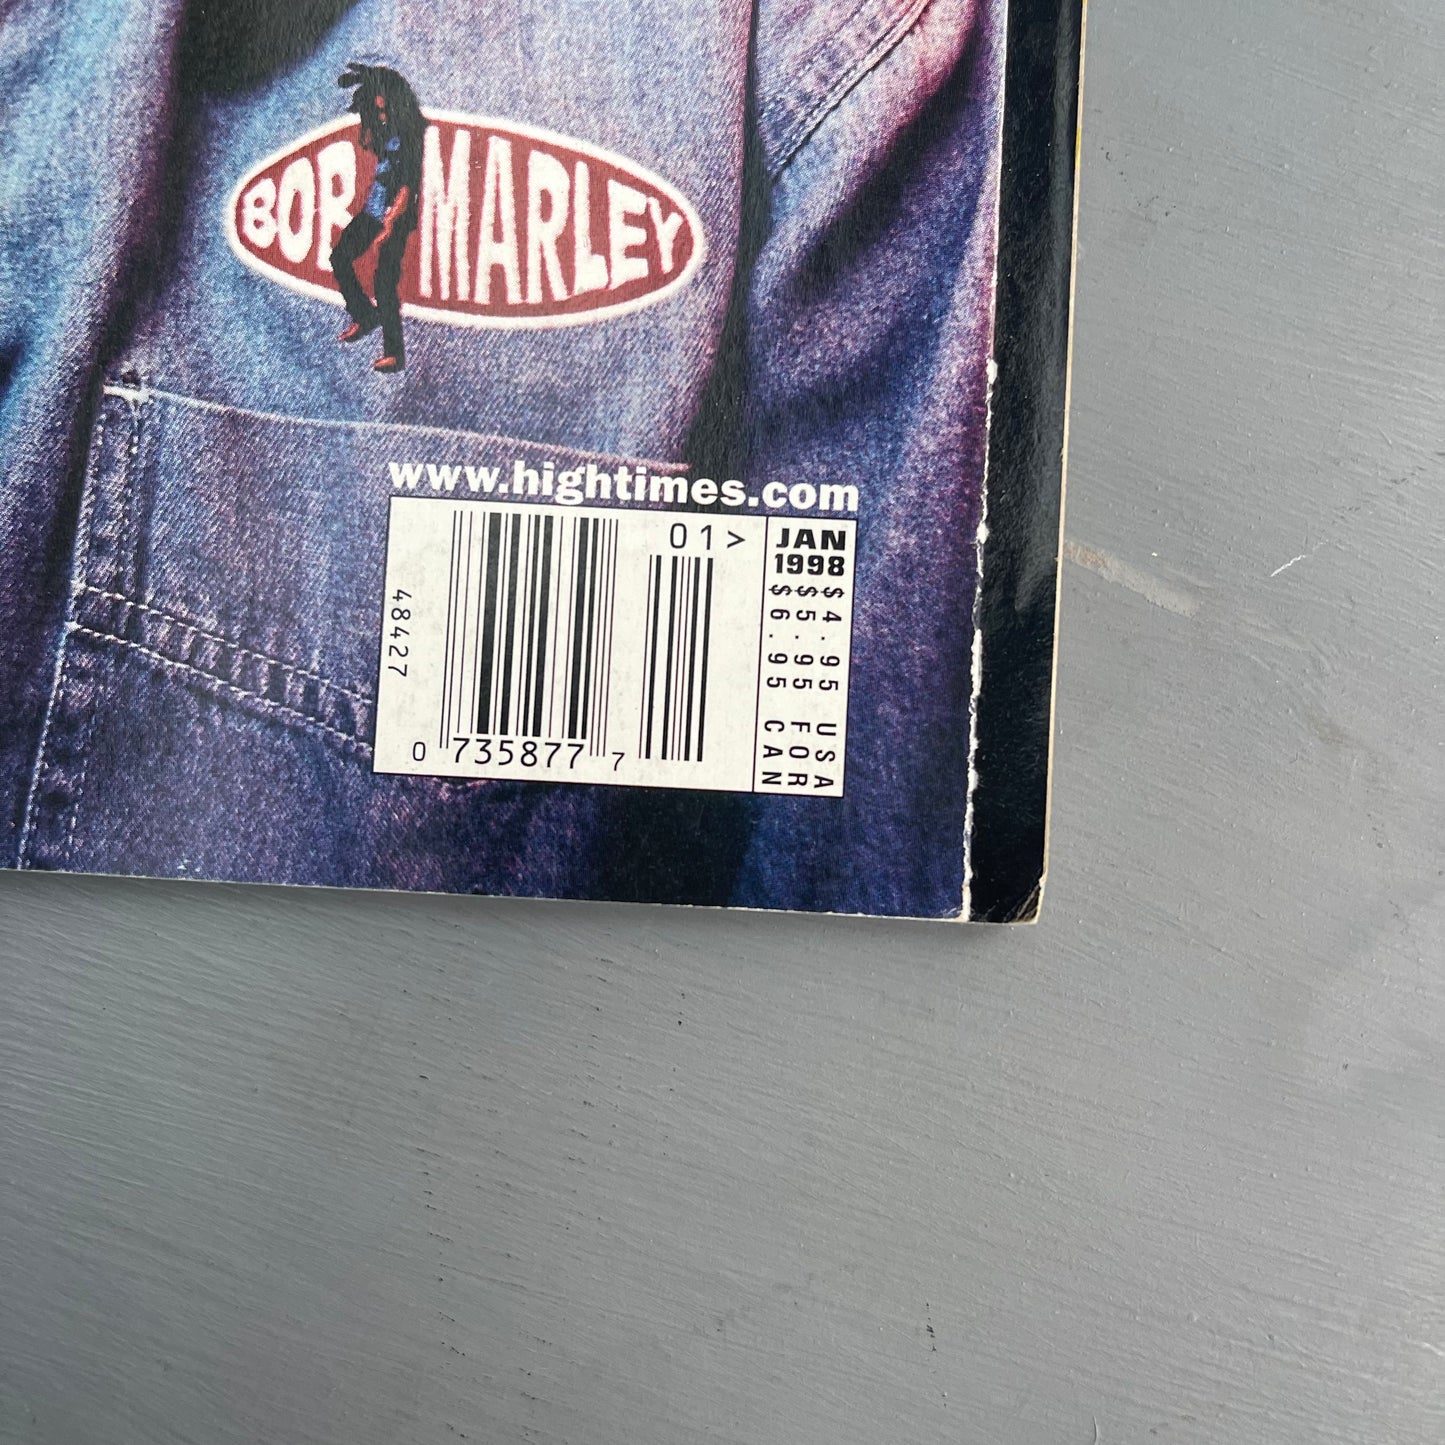 BOB MARLEY
www.hightimes.com
01>
JAN
1998
$4.95 USA
$5.95 FOR
$6.95 CAN
48427
0 735877 7